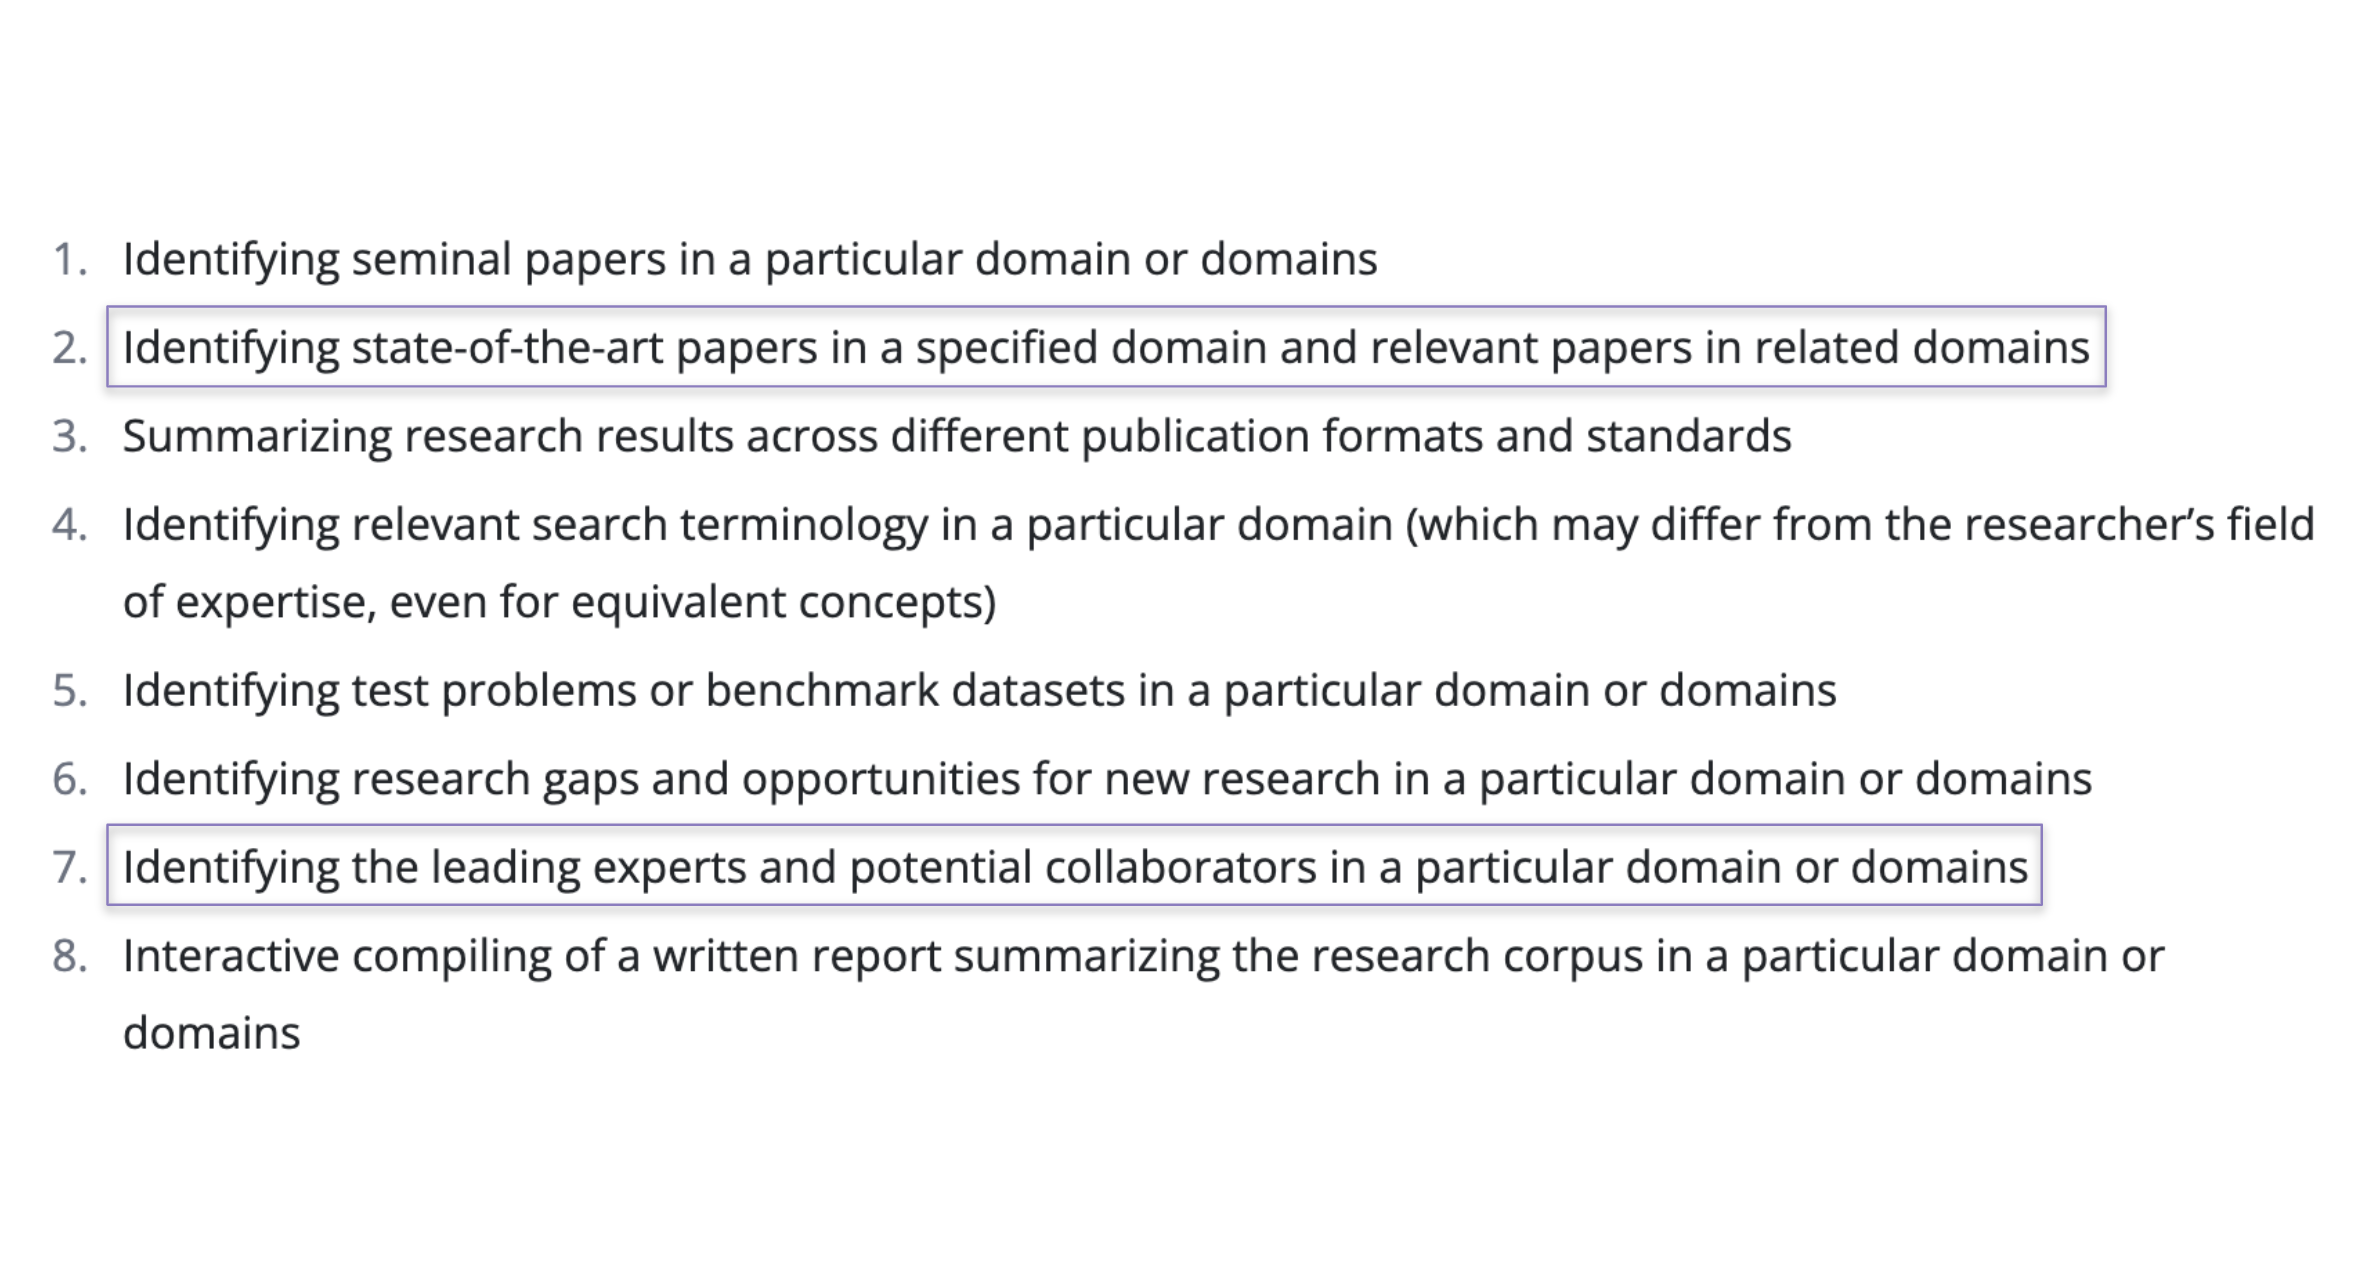 1. Identifying seminal papers in a particular domain or domains
2. Identifying state-of-the-art papers in a specified domain and relevant papers in related domains
3. Summarizing research results across different publication formats and standards
4. Identifying relevant search terminology in a particular domain (which may differ from the researcher’s field
of expertise, even for equivalent concepts)
5. Identifying test problems or benchmark datasets in a particular domain or domains
6. Identifying research gaps and opportunities for new research in a particular domain or domains
7. Identifying the leading experts and potential collaborators in a particular domain or domains
8. Interactive compiling of a written report summarizing the research corpus in a particular domain or
domains